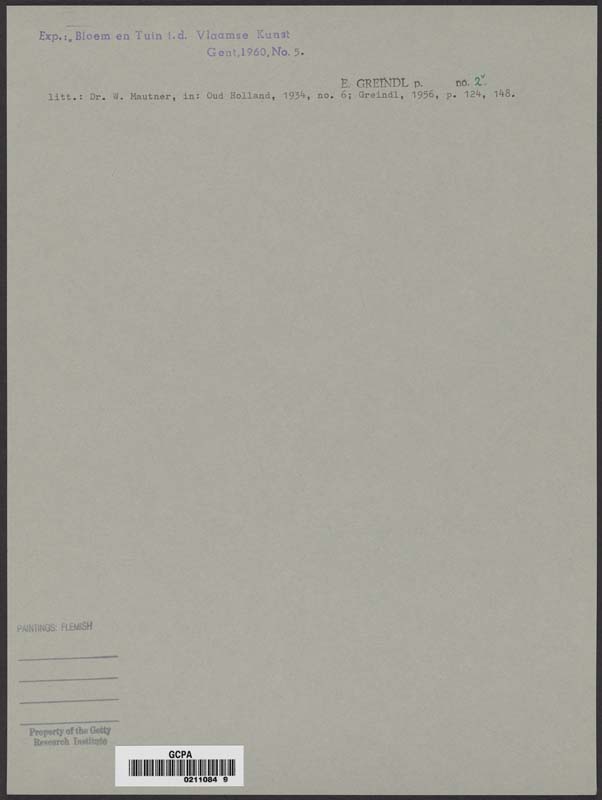 Exp.: Bloem en Tuin i.d. Vlaamse Kunst
Gent, 1960, No. 5.
E. GREINDL p. no. 2
litt.: Dr. W. Mautner, in: Oud Holland, 1934, no. 6; Greindl, 1956, p. 124, 148.
PAINTINGS: FLEMISH
Property of the Getty
Research Institute
GCPA
0211084 9